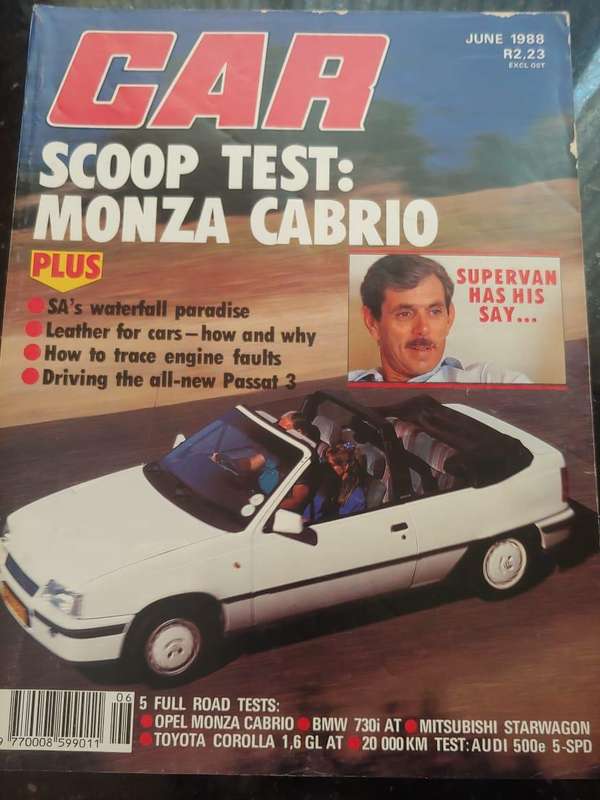 CAR
JUNE 1988
R2,23
EXCL GST
SCOOP TEST:
MONZA CABRIO
PLUS
SA's waterfall paradise
Leather for cars – how and why
How to trace engine faults
Driving the all-new Passat 3
SUPERVAN
HAS HIS
SAY...
06
9 770008 599011
5 FULL ROAD TESTS:
OPEL MONZA CABRIO ● BMW 730i AT ● MITSUBISHI STARWAGON
TOYOTA COROLLA 1,6 GL AT ● 20 000 KM TEST: AUDI 500e 5-SPD